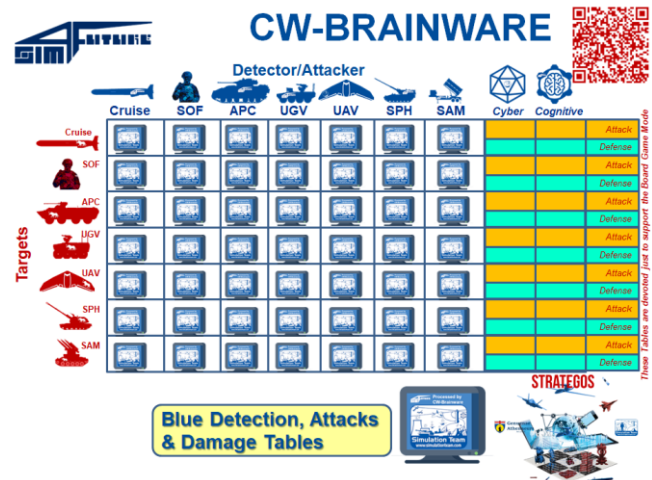 SIM FUTURE
CW-BRAINWARE
Detector/Attacker
Cruise SOF APC UGV UAV SPH SAM Cyber Cognitive
Targets
Cruise
Attack
Defense
SOF
Attack
Defense
APC
Attack
Defense
UGV
Attack
Defense
UAV
Attack
Defense
SPH
Attack
Defense
SAM
Attack
Defense
These Tables are devoted just to support the Board Game Mode
Blue Detection, Attacks
& Damage Tables
Processed by
CW-Brainware
Simulation Team
www.simulationteam.com
STRATEGOS